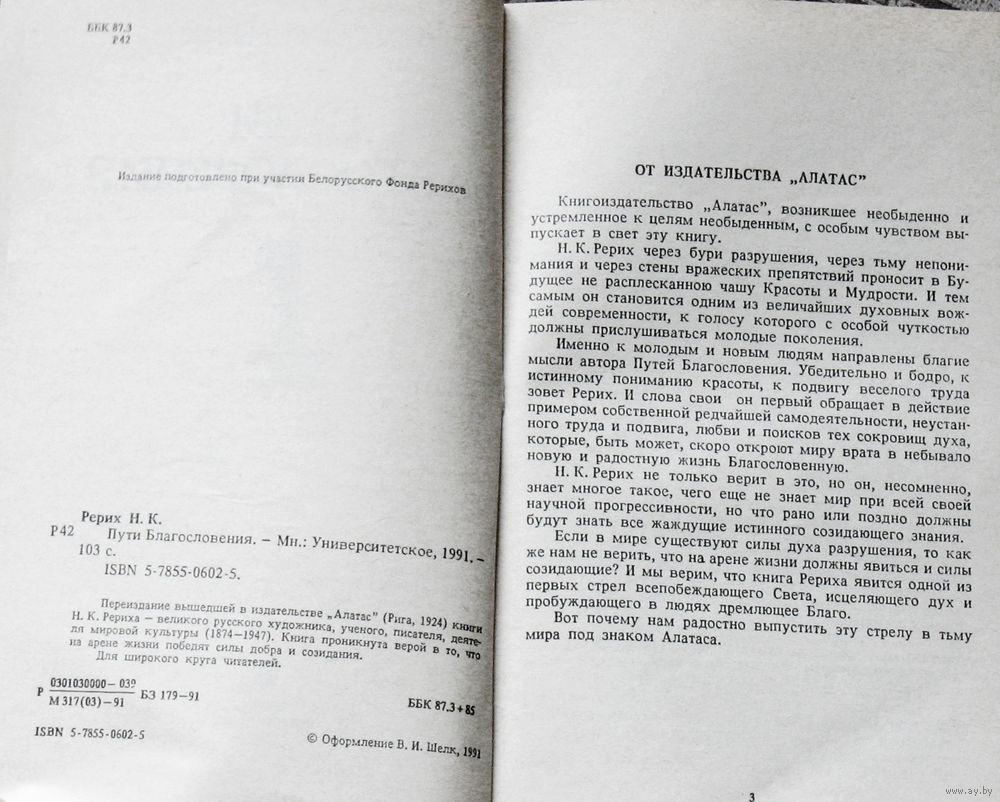 ББК 87.3
Р42
Издание подготовлено при участии Белорусского Фонда Рерихов
Рерих Н. К.
Р42 Пути Благословения. – Мн.: Университетское, 1991. –
103 с.
ISBN 5-7855-0602-5.
Переиздание вышедшей в издательстве „Алатас" (Рига, 1924) книги
Н. К. Рериха – великого русского художника, ученого, писателя, деяте-
ля мировой культуры (1874–1947). Книга проникнута верой в то, что
на арене жизни победят силы добра и созидания.
Для широкого круга читателей.
Р 0301030000–039
М 317(03)–91 БЗ 179–91
ББК 87.3+85
ISBN 5-7855-0602-5
© Оформление В. И. Шелк, 1991
ОТ ИЗДАТЕЛЬСТВА „АЛАТАС"
Книгоиздательство „Алатас", возникшее необыденно и
устремленное к целям необыденным, с особым чувством вы-
пускает в свет эту книгу.
Н. К. Рерих через бури разрушения, через тьму непони-
мания и через стены вражеских препятствий проносит в Бу-
дущее не расплесканную чашу Красоты и Мудрости. И тем
самым он становится одним из величайших духовных вож-
дей современности, к голосу которого с особой чуткостью
должны прислушиваться молодые поколения.
Именно к молодым и новым людям направлены благие
мысли автора Путей Благословения. Убедительно и бодро, к
истинному пониманию красоты, к подвигу веселого труда
зовет Рерих. И слова свои он первый обращает в действие
примером собственной редчайшей самодеятельности, неустан-
ного труда и подвига, любви и поисков тех сокровищ духа,
которые, быть может, скоро откроют миру врата в небывало
новую и радостную жизнь Благословенную.
Н. К. Рерих не только верит в это, но он, несомненно,
знает многое такое, чего еще не знает мир при всей своей
научной прогрессивности, но что рано или поздно должны
будут знать все жаждущие истинного созидающего знания.
Если в мире существуют силы духа разрушения, то как
же нам не верить, что на арене жизни должны явиться и силы
созидающие? И мы верим, что книга Рериха явится одной из
первых стрел всепобеждающего Света, исцеляющего дух и
пробуждающего в людях дремлющее Благо.
Вот почему нам радостно выпустить эту стрелу в тьму
мира под знаком Алатаса.
3
www.ay.by